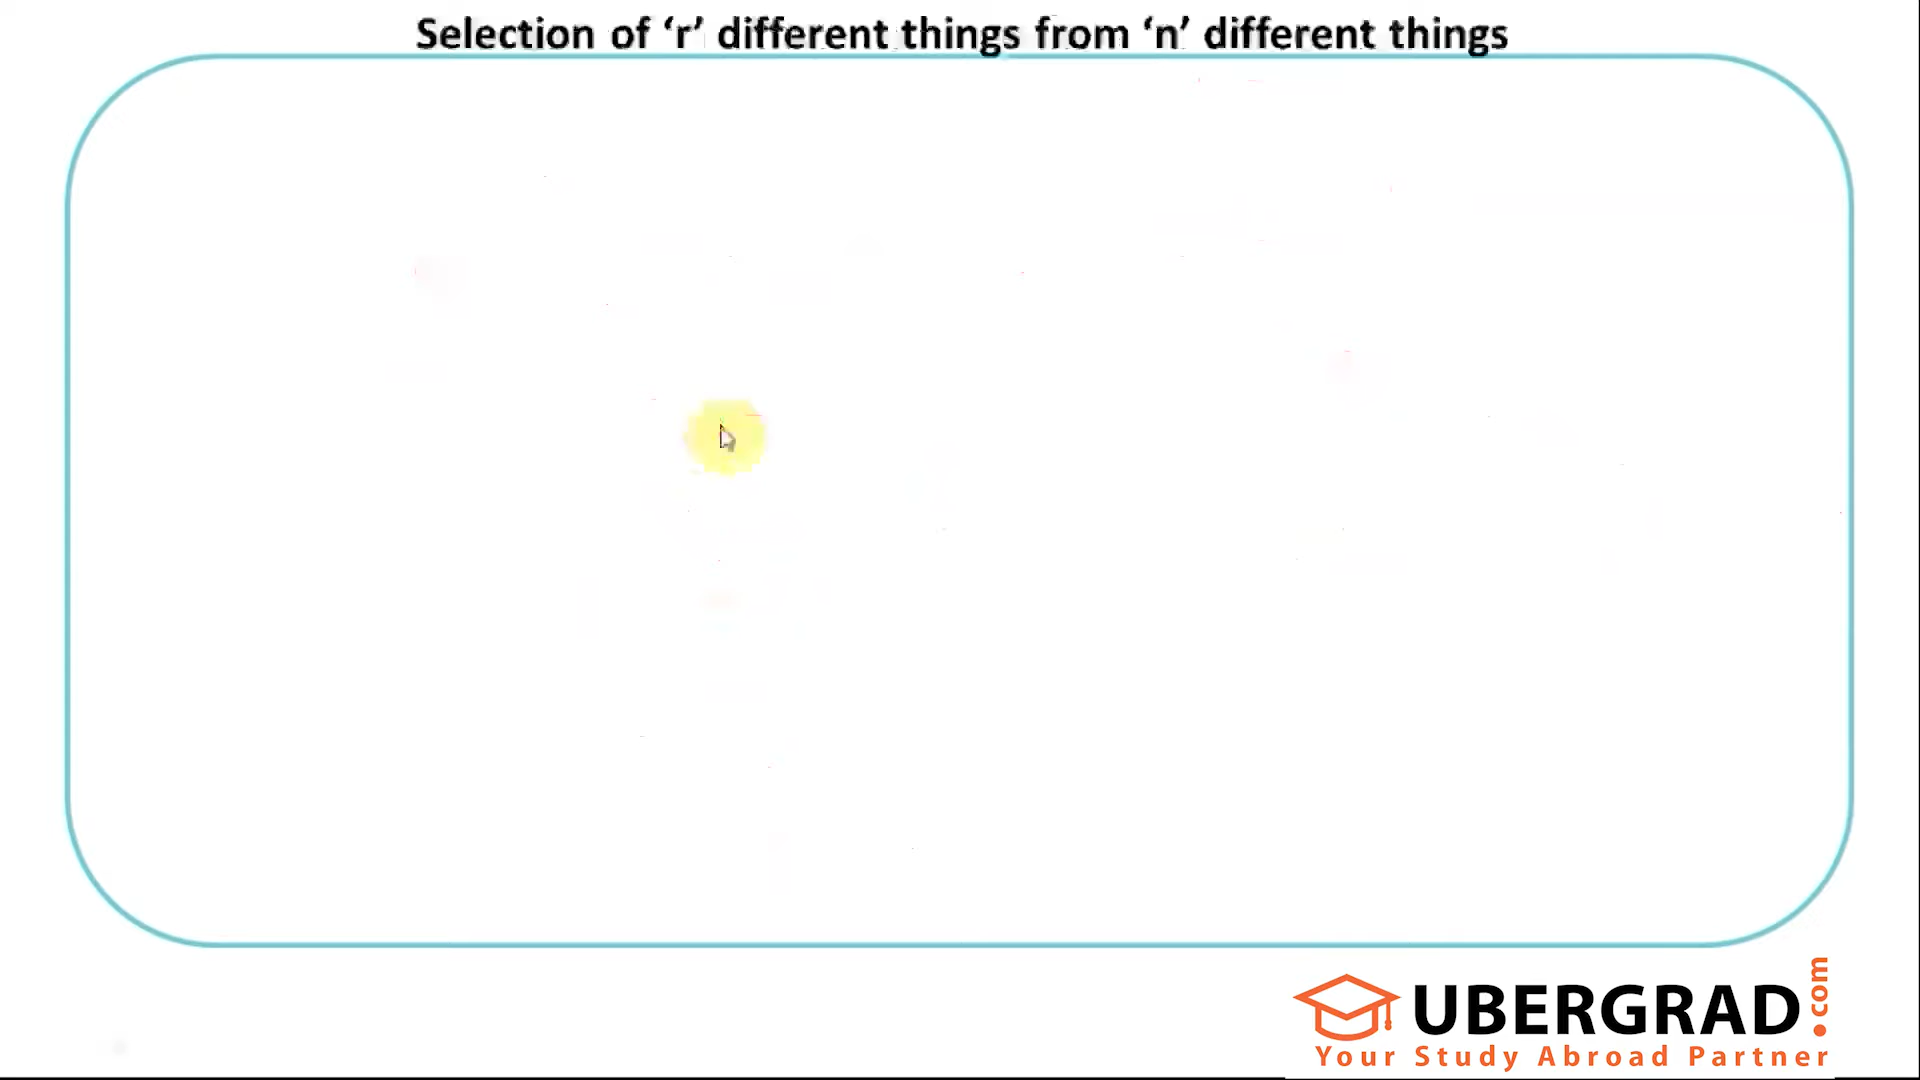 Selection of ‘r’ different things from ‘n’ different things
UBERGRAD.com
Your Study Abroad Partner